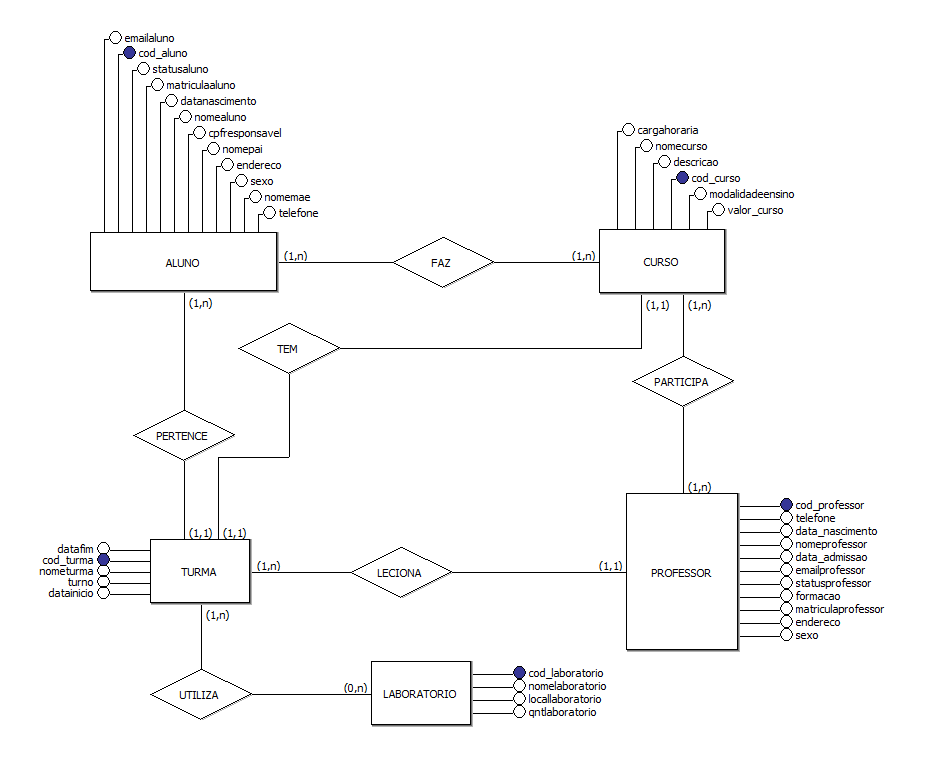 emailaluno
cod_aluno
statusaluno
matriculaaluno
datanascimento
nomealuno
cpfresponsavel
nomepai
endereco
sexo
nomemae
telefone
cargahoraria
nomecurso
descricao
cod_curso
modalidadeensino
valor_curso
ALUNO
(1,n)
FAZ
(1,n)
CURSO
(1,n)
(1,1)
(1,n)
TEM
PARTICIPA
PERTENCE
(1,n)
(1,1)
(1,1)
datafim
cod_turma
nometurma
turno
datainicio
TURMA
(1,n)
LECIONA
(1,1)
PROFESSOR
cod_professor
telefone
data_nascimento
nomeprofessor
data_admissao
emailprofessor
statusprofessor
formacao
matriculaprofessor
endereco
sexo
(1,n)
UTILIZA
(0,n)
LABORATORIO
cod_laboratorio
nomelaboratorio
locallaboratorio
qntlaboratorio